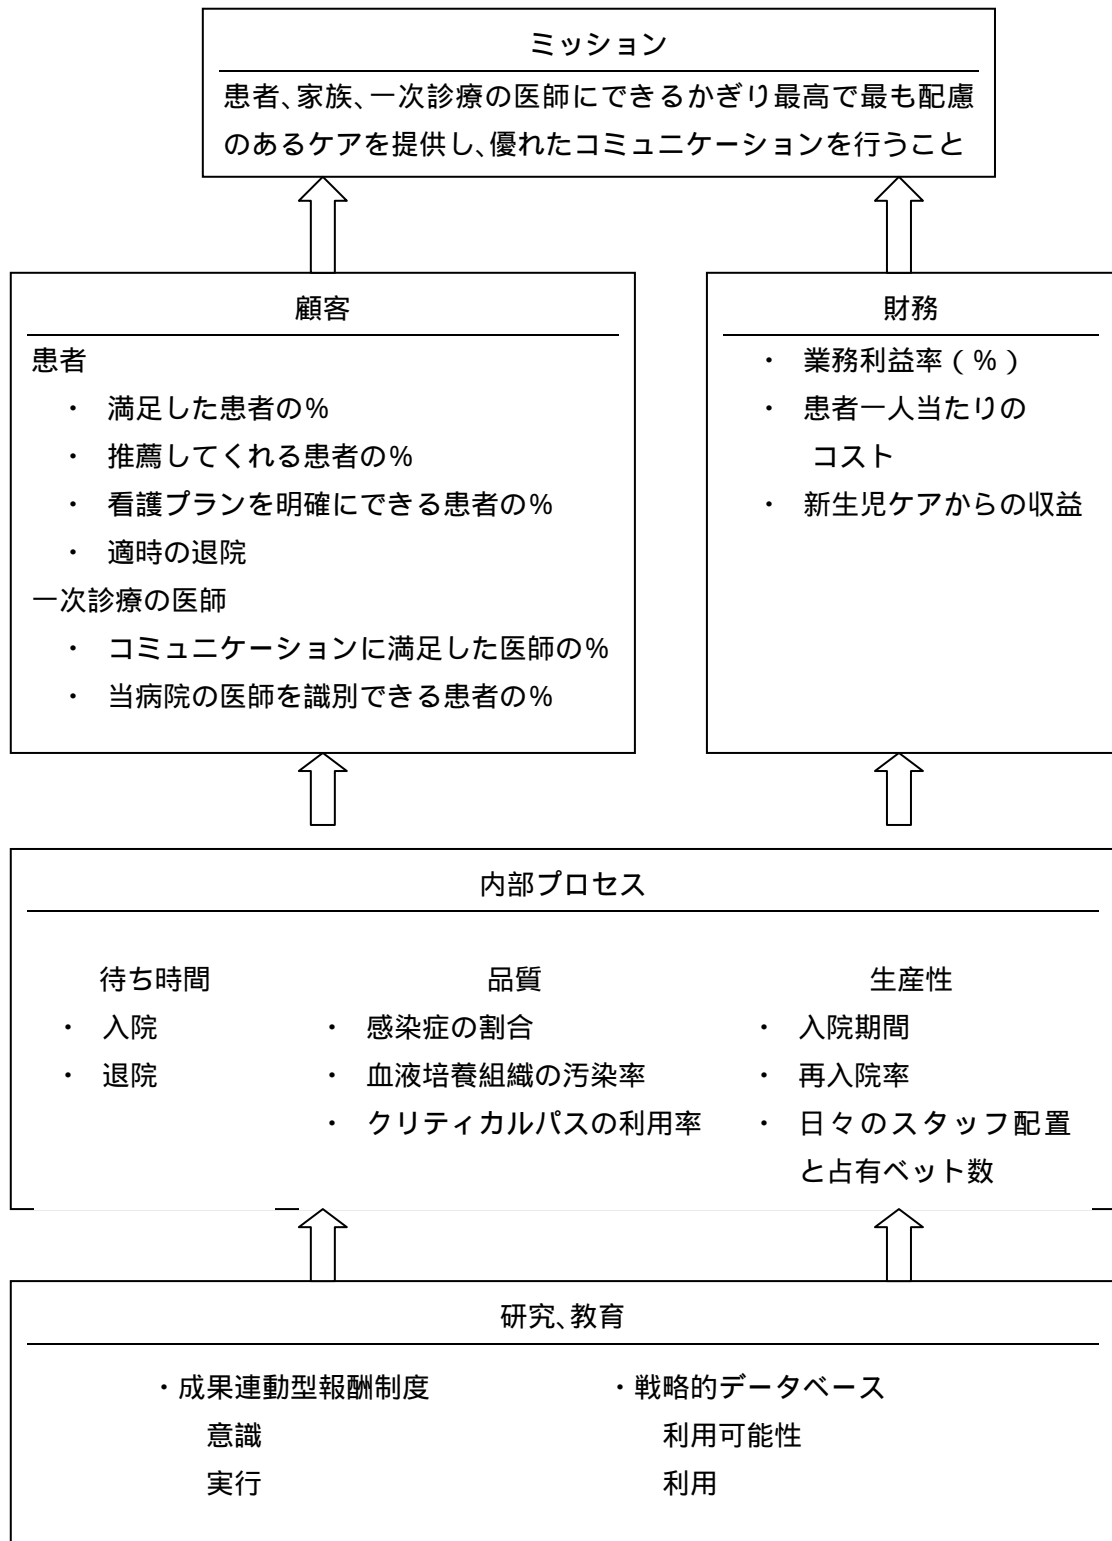 ミッション
患者、家族、一次診療の医師にできるかぎり最高で最も配慮
のあるケアを提供し、優れたコミュニケーションを行うこと
顧客
患者
・ 満足した患者の%
・ 推薦してくれる患者の%
・ 看護プランを明確にできる患者の%
・ 適時の退院
一次診療の医師
・ コミュニケーションに満足した医師の%
・ 当病院の医師を識別できる患者の%
財務
・ 業務利益率(%)
・ 患者一人当たりの
コスト
・ 新生児ケアからの収益
内部プロセス
待ち時間
・ 入院
・ 退院
品質
・ 感染症の割合
・ 血液培養組織の汚染率
・ クリティカルパスの利用率
生産性
・ 入院期間
・ 再入院率
・ 日々のスタッフ配置
と占有ベット数
研究、教育
・成果連動型報酬制度
意識
実行
・戦略的データベース
利用可能性
利用